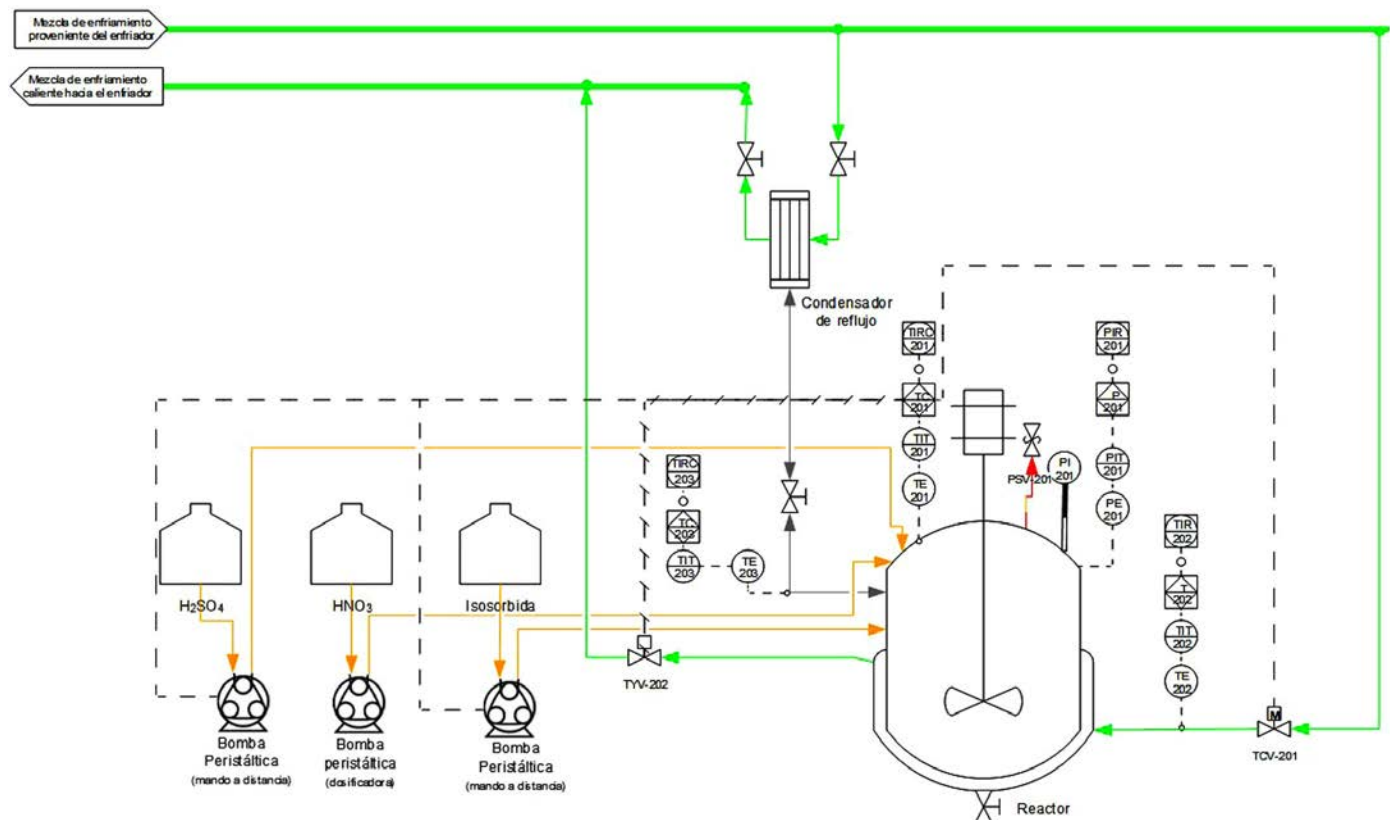 Mezcla de enfriamiento
proveniente del enfriador
Mezcla de enfriamiento
caliente hacia el enfriador
Condensador
de reflujo
TIRC
201
TC
201
TIT
201
TE
201
PIR
201
P
201
PIT
201
PE
201
PSV-201
PI
201
TIRC
203
TC
203
TIT
203
TE
203
TIR
202
T
202
TIT
202
TE
202
H2SO4
HNO3
Isosorbida
TYV-202
M
TCV-201
Bomba
Peristáltica
(mando a distancia)
Bomba
peristáltica
(dosificadora)
Bomba
Peristáltica
(mando a distancia)
Reactor